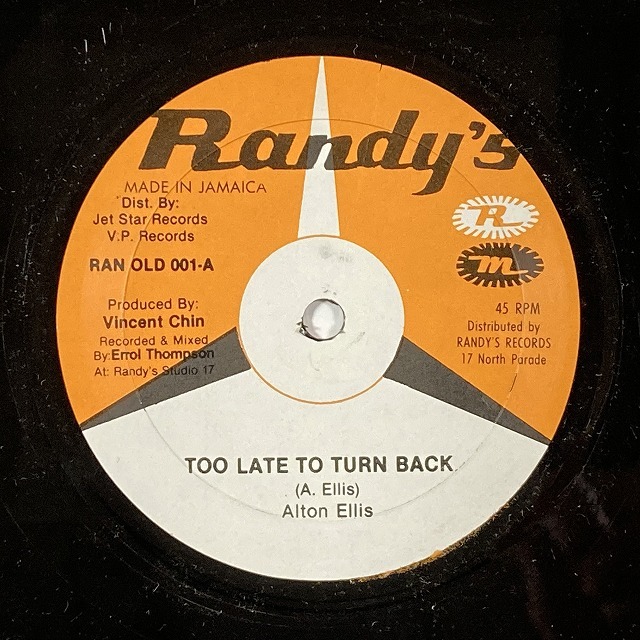 Randy's
MADE IN JAMAICA
Dist. By:
Jet Star Records
V.P. Records
RAN OLD 001-A
Produced By:
Vincent Chin
Recorded & Mixed
By: Errol Thompson
At: Randy's Studio 17
R
m
45 RPM
Distributed by
RANDY'S RECORDS
17 North Parade
TOO LATE TO TURN BACK
(A. Ellis)
Alton Ellis